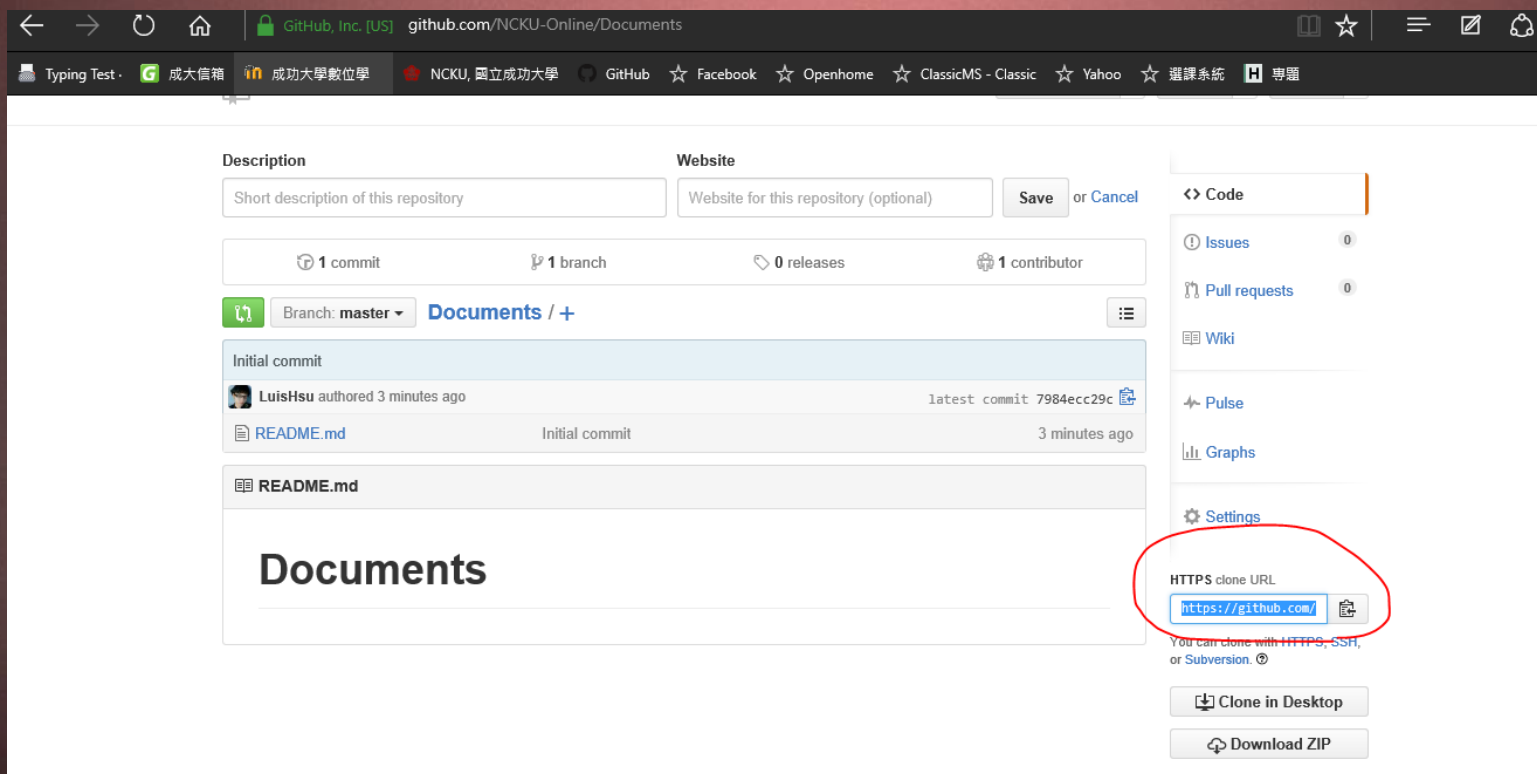 GitHub, Inc. [US] github.com/NCKU-Online/Documents
Typing Test · 成大信箱 成功大學數位學 NCKU, 國立成功大學 GitHub Facebook Openhome ClassicMS - Classic Yahoo 選課系統 H 專題
Description Website
Short description of this repository Website for this repository (optional) Save or Cancel
1 commit 1 branch 0 releases 1 contributor
Branch: master Documents / +
Initial commit
LuisHsu authored 3 minutes ago latest commit 7984ecc29c
README.md Initial commit 3 minutes ago
README.md
Documents
Code
Issues 0
Pull requests 0
Wiki
Pulse
Graphs
Settings
HTTPS clone URL
https://github.com/
You can clone with HTTPS, SSH,
or Subversion.
Clone in Desktop
Download ZIP